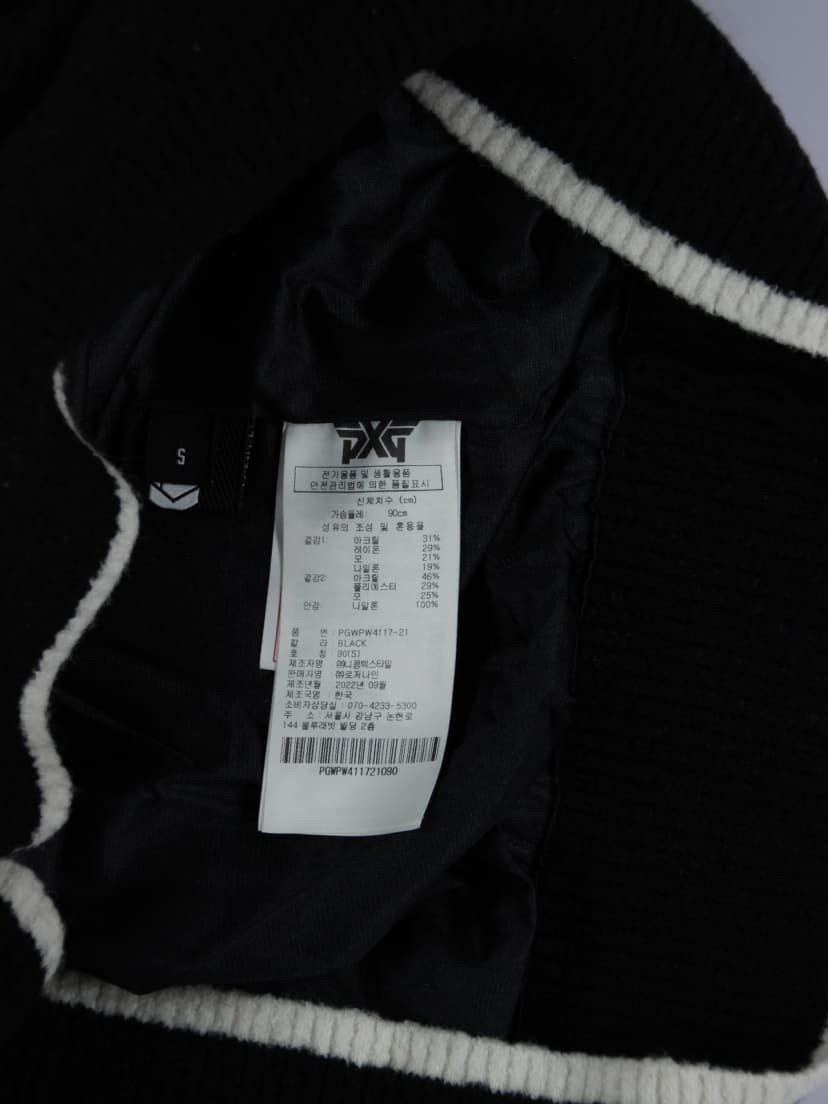 S
PXG
전기용품 및 생활용품
안전관리법에 의한 품질표시
신체치수 (cm)
가슴둘레: 90cm
섬유의 조성 및 혼용율
겉감1: 아크릴 31%
레이온 29%
모 21%
나일론 19%
겉감2: 아크릴 46%
폴리에스터 29%
모 25%
안감 나일론 100%
품 번 : PGWPW4117-21
칼 라 : BLACK
호 칭 : 90(S)
제조자명 : ㈜니콩텍스타일
판매자명 : ㈜로저나인
제조년월 : 2022년 09월
제조국명 : 한국
소비자상담실 : 070-4233-5300
주 소 : 서울시 강남구 논현로
144 블루래빗 빌딩 2층
PGWPW411721090